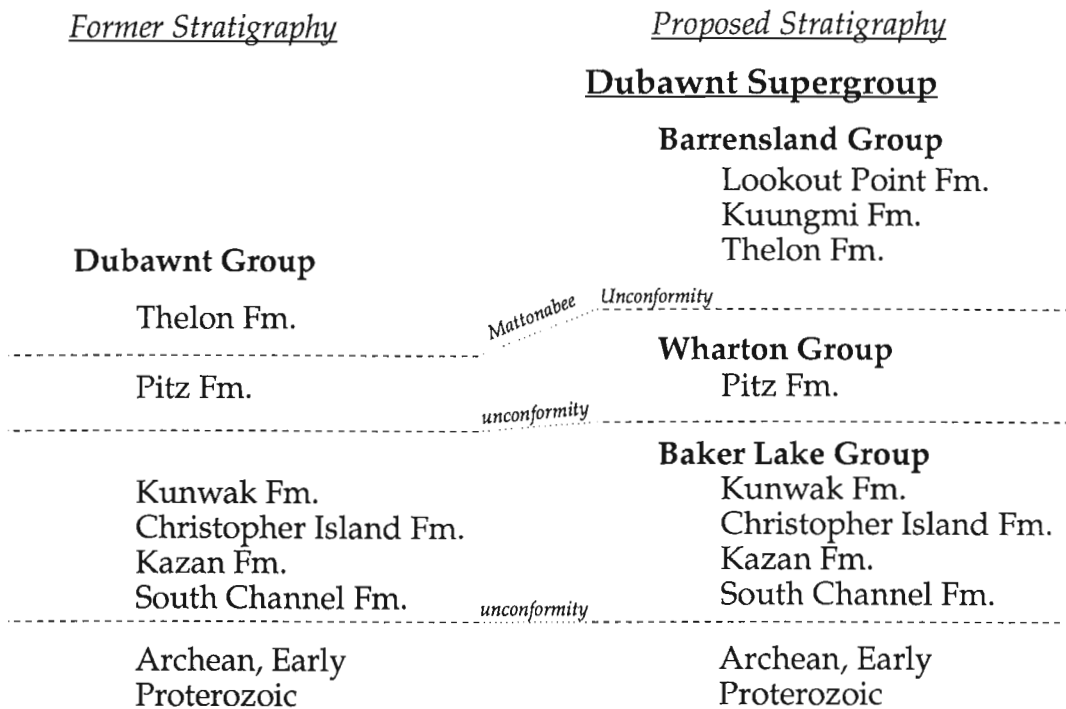 Former Stratigraphy
Proposed Stratigraphy
Dubawnt Supergroup
Barrensland Group
Lookout Point Fm.
Kuungmi Fm.
Thelon Fm.
Dubawnt Group
Thelon Fm.
Mattonabee Unconformity
Wharton Group
Pitz Fm.
Pitz Fm.
unconformity
Baker Lake Group
Kunwak Fm.
Kunwak Fm.
Christopher Island Fm.
Christopher Island Fm.
Kazan Fm.
Kazan Fm.
South Channel Fm.
South Channel Fm.
unconformity
Archean, Early
Proterozoic
Archean, Early
Proterozoic